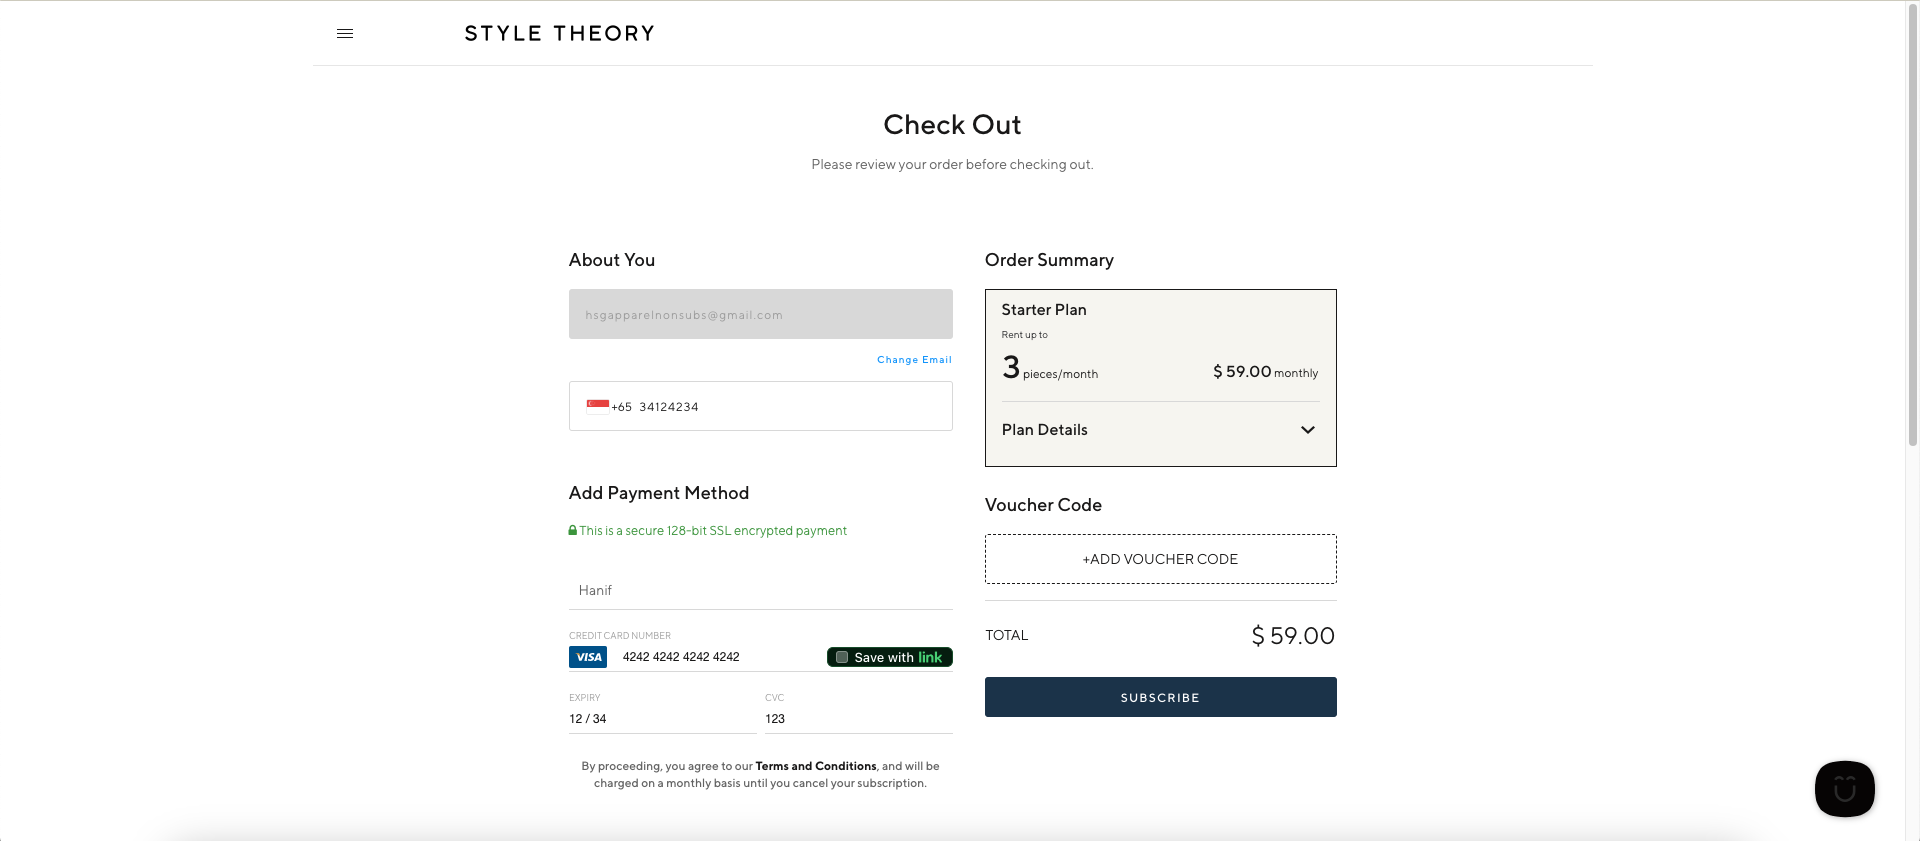 STYLE THEORY
Check Out
Please review your order before checking out.
About You
hsgapparelnonsubs@gmail.com
Change Email
+65 34124234
Add Payment Method
This is a secure 128-bit SSL encrypted payment
Hanif
CREDIT CARD NUMBER
VISA 4242 4242 4242 4242 Save with link
EXPIRY CVC
12 / 34 123
By proceeding, you agree to our Terms and Conditions, and will be
charged on a monthly basis until you cancel your subscription.
Order Summary
Starter Plan
Rent up to
3 pieces/month $ 59.00 monthly
Plan Details
Voucher Code
+ADD VOUCHER CODE
TOTAL $ 59.00
SUBSCRIBE